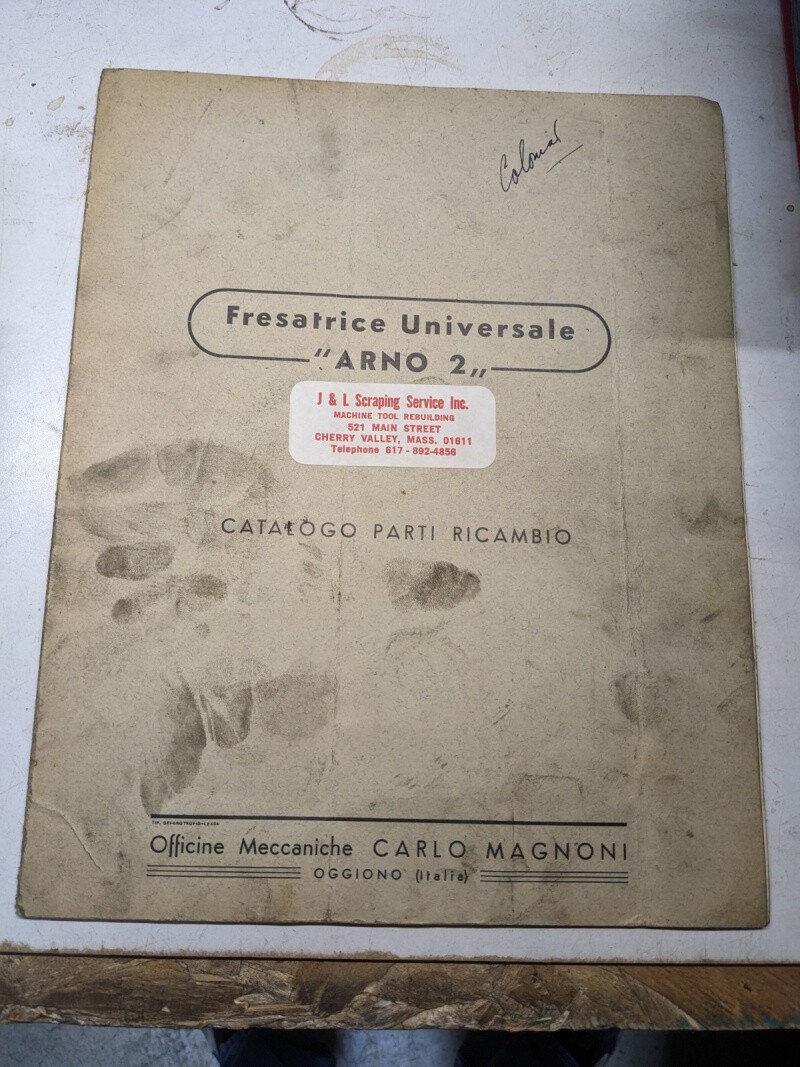 Colonial
Fresatrice Universale
“ARNO 2„
J & L Scraping Service Inc.
MACHINE TOOL REBUILDING
521 MAIN STREET
CHERRY VALLEY, MASS. 01611
Telephone 617 - 892-4856
CATALOGO PARTI RICAMBIO
Officine Meccaniche CARLO MAGNONI
OGGIONO (Italia)